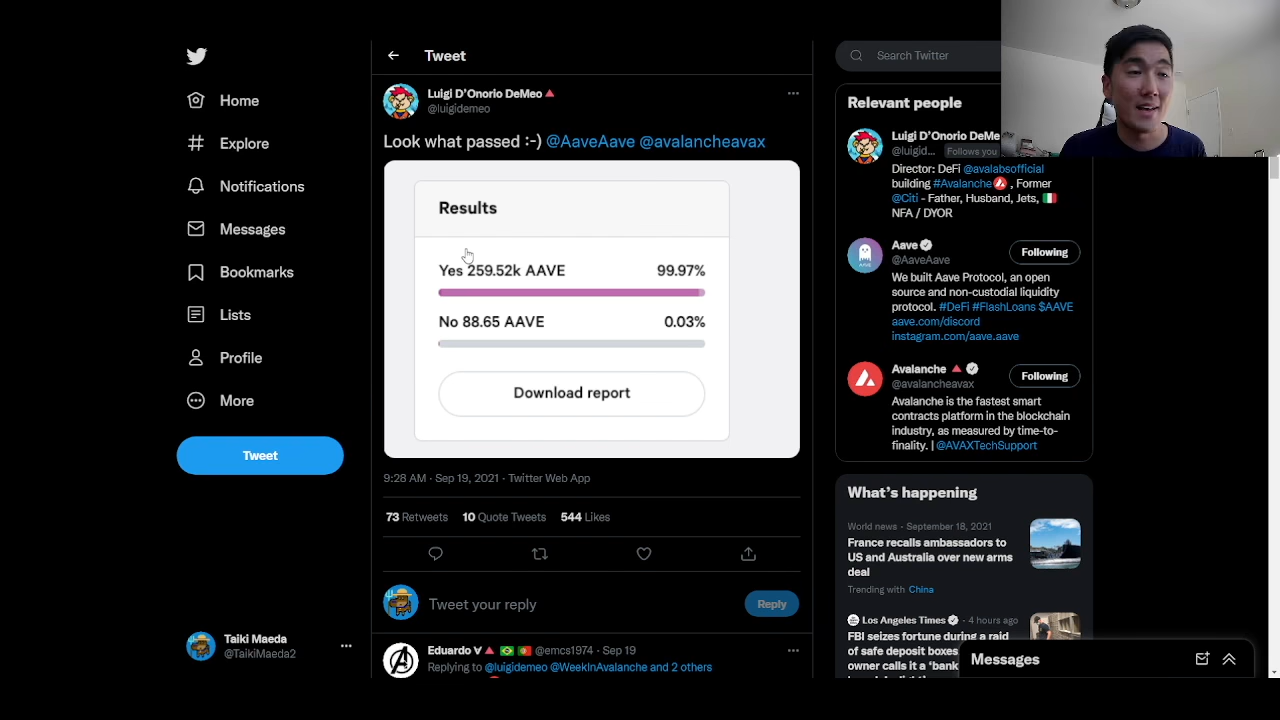 Home
Explore
Notifications
Messages
Bookmarks
Lists
Profile
More
Tweet
Taiki Maeda
@TaikiMaeda2
Tweet
Luigi D'Onorio DeMeo
@luigidemeo
Look what passed :-) @AaveAave @avalancheavax
Results
Yes 259.52k AAVE 99.97%
No 88.65 AAVE 0.03%
Download report
9:28 AM · Sep 19, 2021 · Twitter Web App
73 Retweets 10 Quote Tweets 544 Likes
Tweet your reply
Reply
Eduardo @emcs1974 · Sep 19
Replying to @luigidemeo @WeekInAvalanche and 2 others
Search Twitter
Relevant people
Luigi D'Onorio DeMe
@luigid... Follows you
Director: DeFi @avalabsofficial
building #Avalanche , Former
@Citi - Father, Husband, Jets,
NFA / DYOR
Aave
@AaveAave
Following
We built Aave Protocol, an open
source and non-custodial liquidity
protocol. #DeFi #FlashLoans $AAVE
aave.com/discord
instagram.com/aave.aave
Avalanche
@avalancheavax
Following
Avalanche is the fastest smart
contracts platform in the blockchain
industry, as measured by time-to-
finality. | @AVAXTechSupport
What's happening
World news · September 18, 2021
France recalls ambassadors to
US and Australia over new arms
deal
Trending with China
Los Angeles Times · 4 hours ago
FBI seizes fortune during a raid
of safe deposit boxes
owner calls it a 'bank
Messages